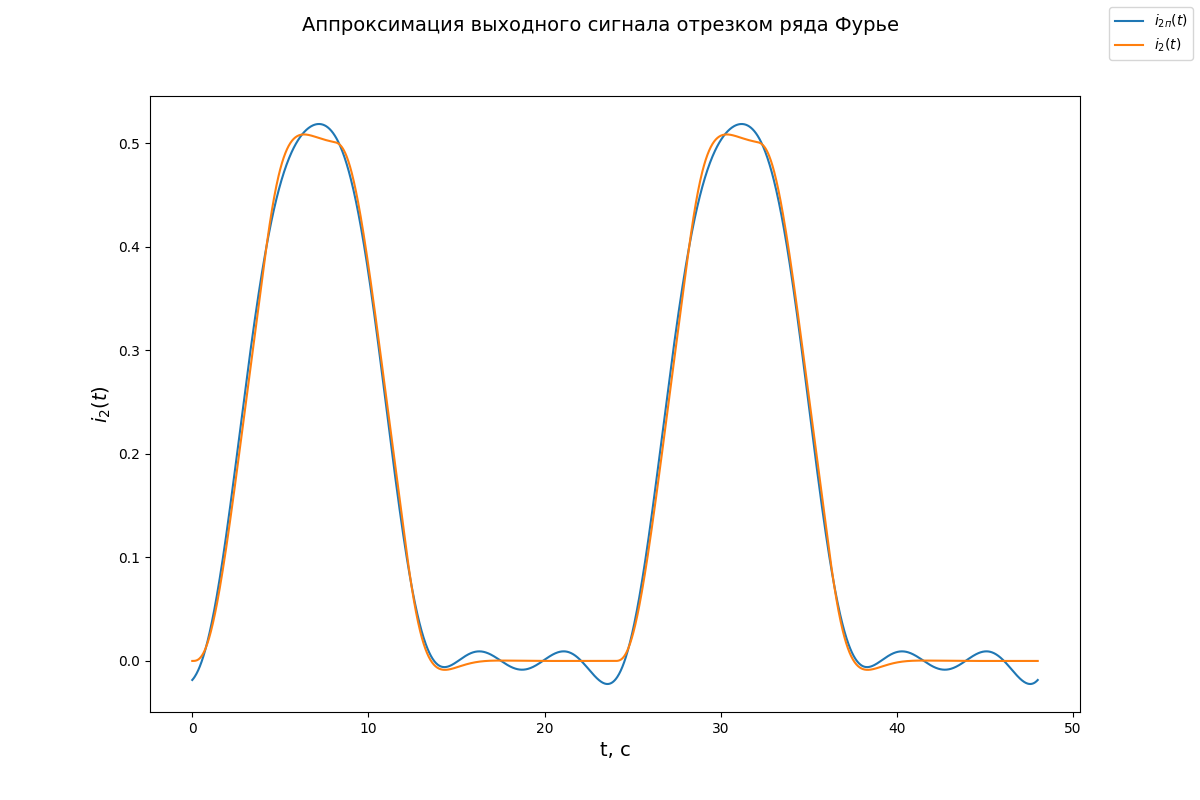 Аппроксимация выходного сигнала отрезком ряда Фурье
i₂ₙ(t)
i₂(t)
0.5
0.4
0.3
0.2
0.1
0.0
i₂(t)
0 10 20 30 40 50
t, с